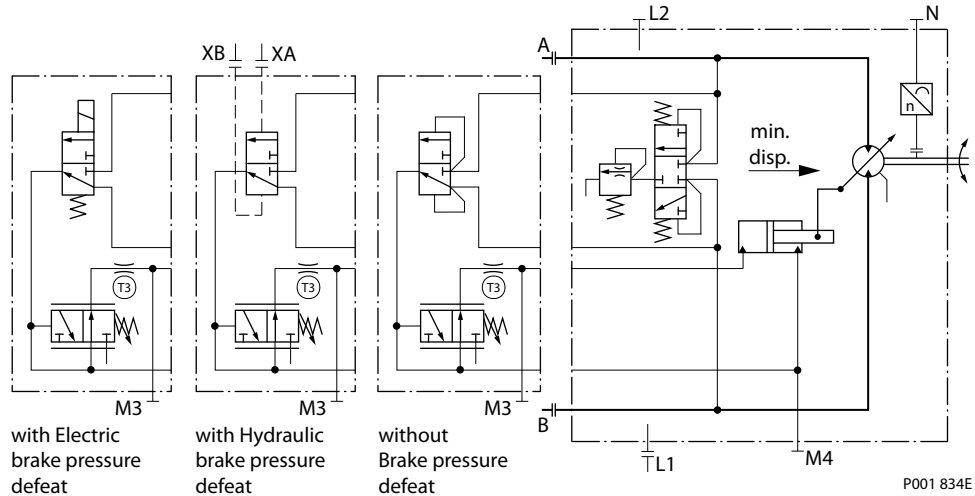 L2
N
XB
XA
A
n
min.
disp.
T3
T3
T3
M3
M3
M3
B
L1
M4
with Electric
brake pressure
defeat
with Hydraulic
brake pressure
defeat
without
Brake pressure
defeat
P001 834E